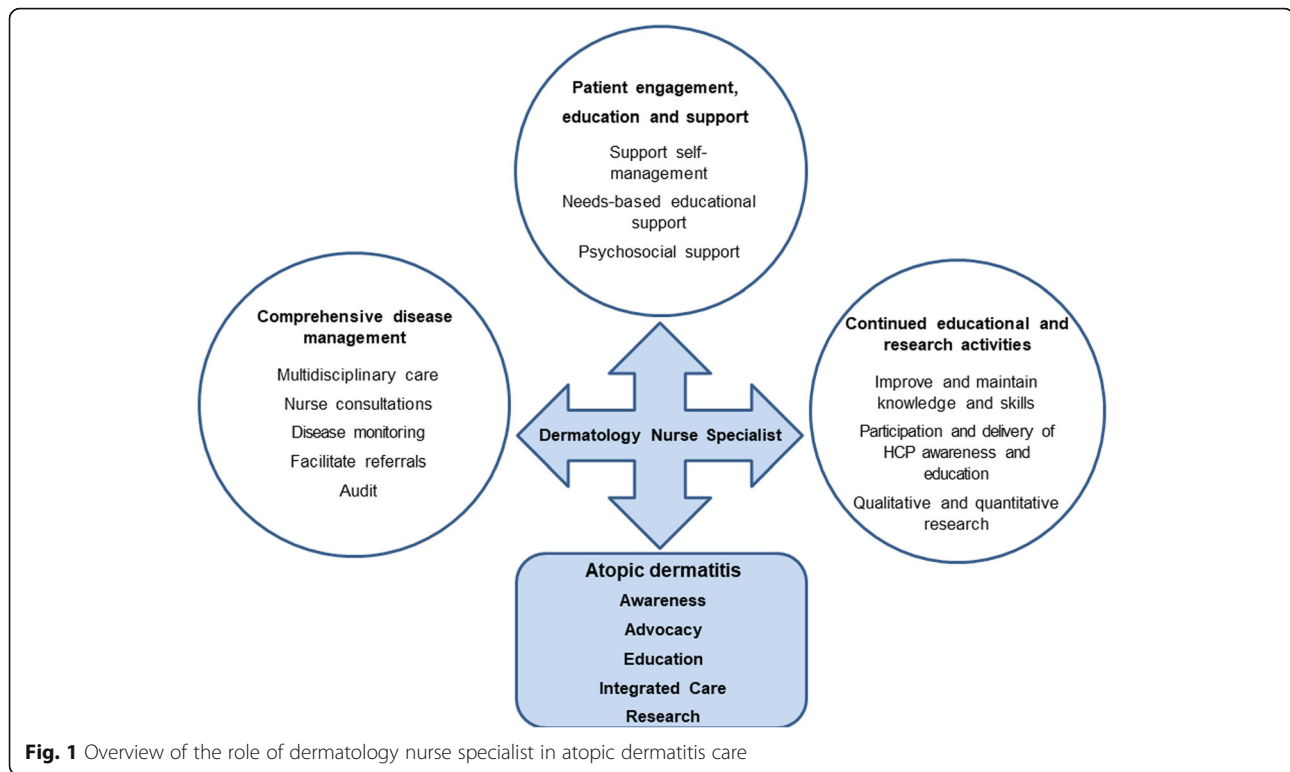 Patient engagement,
education and support
Support self-
management
Needs-based educational
support
Psychosocial support
Comprehensive disease
management
Multidisciplinary care
Nurse consultations
Disease monitoring
Facilitate referrals
Audit
Dermatology Nurse Specialist
Continued educational and
research activities
Improve and maintain
knowledge and skills
Participation and delivery of
HCP awareness and
education
Qualitative and quantitative
research
Atopic dermatitis
Awareness
Advocacy
Education
Integrated Care
Research
Fig. 1 Overview of the role of dermatology nurse specialist in atopic dermatitis care